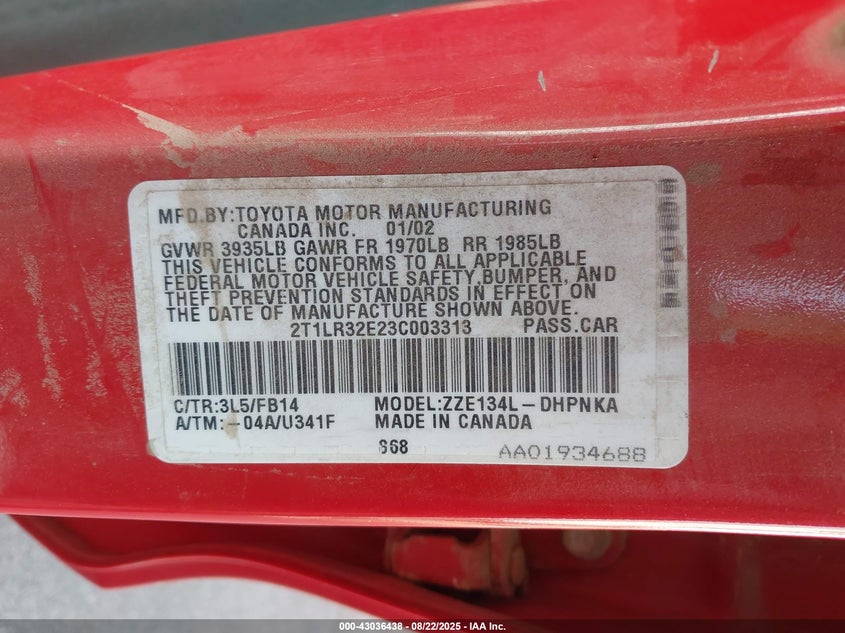 MFD.BY:TOYOTA MOTOR MANUFACTURING
CANADA INC. 01/02
GVWR 3935LB GAWR FR 1970LB RR 1985LB
THIS VEHICLE CONFORMS TO ALL APPLICABLE
FEDERAL MOTOR VEHICLE SAFETY,BUMPER, AND
THEFT PREVENTION STANDARDS IN EFFECT ON
THE DATE OF MANUFACTURE SHOWN ABOVE.
2T1LR32E23C003313 PASS.CAR
C/TR:3L5/FB14 MODEL:ZZE134L-DHPNKA
A/TM:-04A/U341F MADE IN CANADA
S68
AA01934688
000-43036438 - 08/22/2025 - IAA Inc.